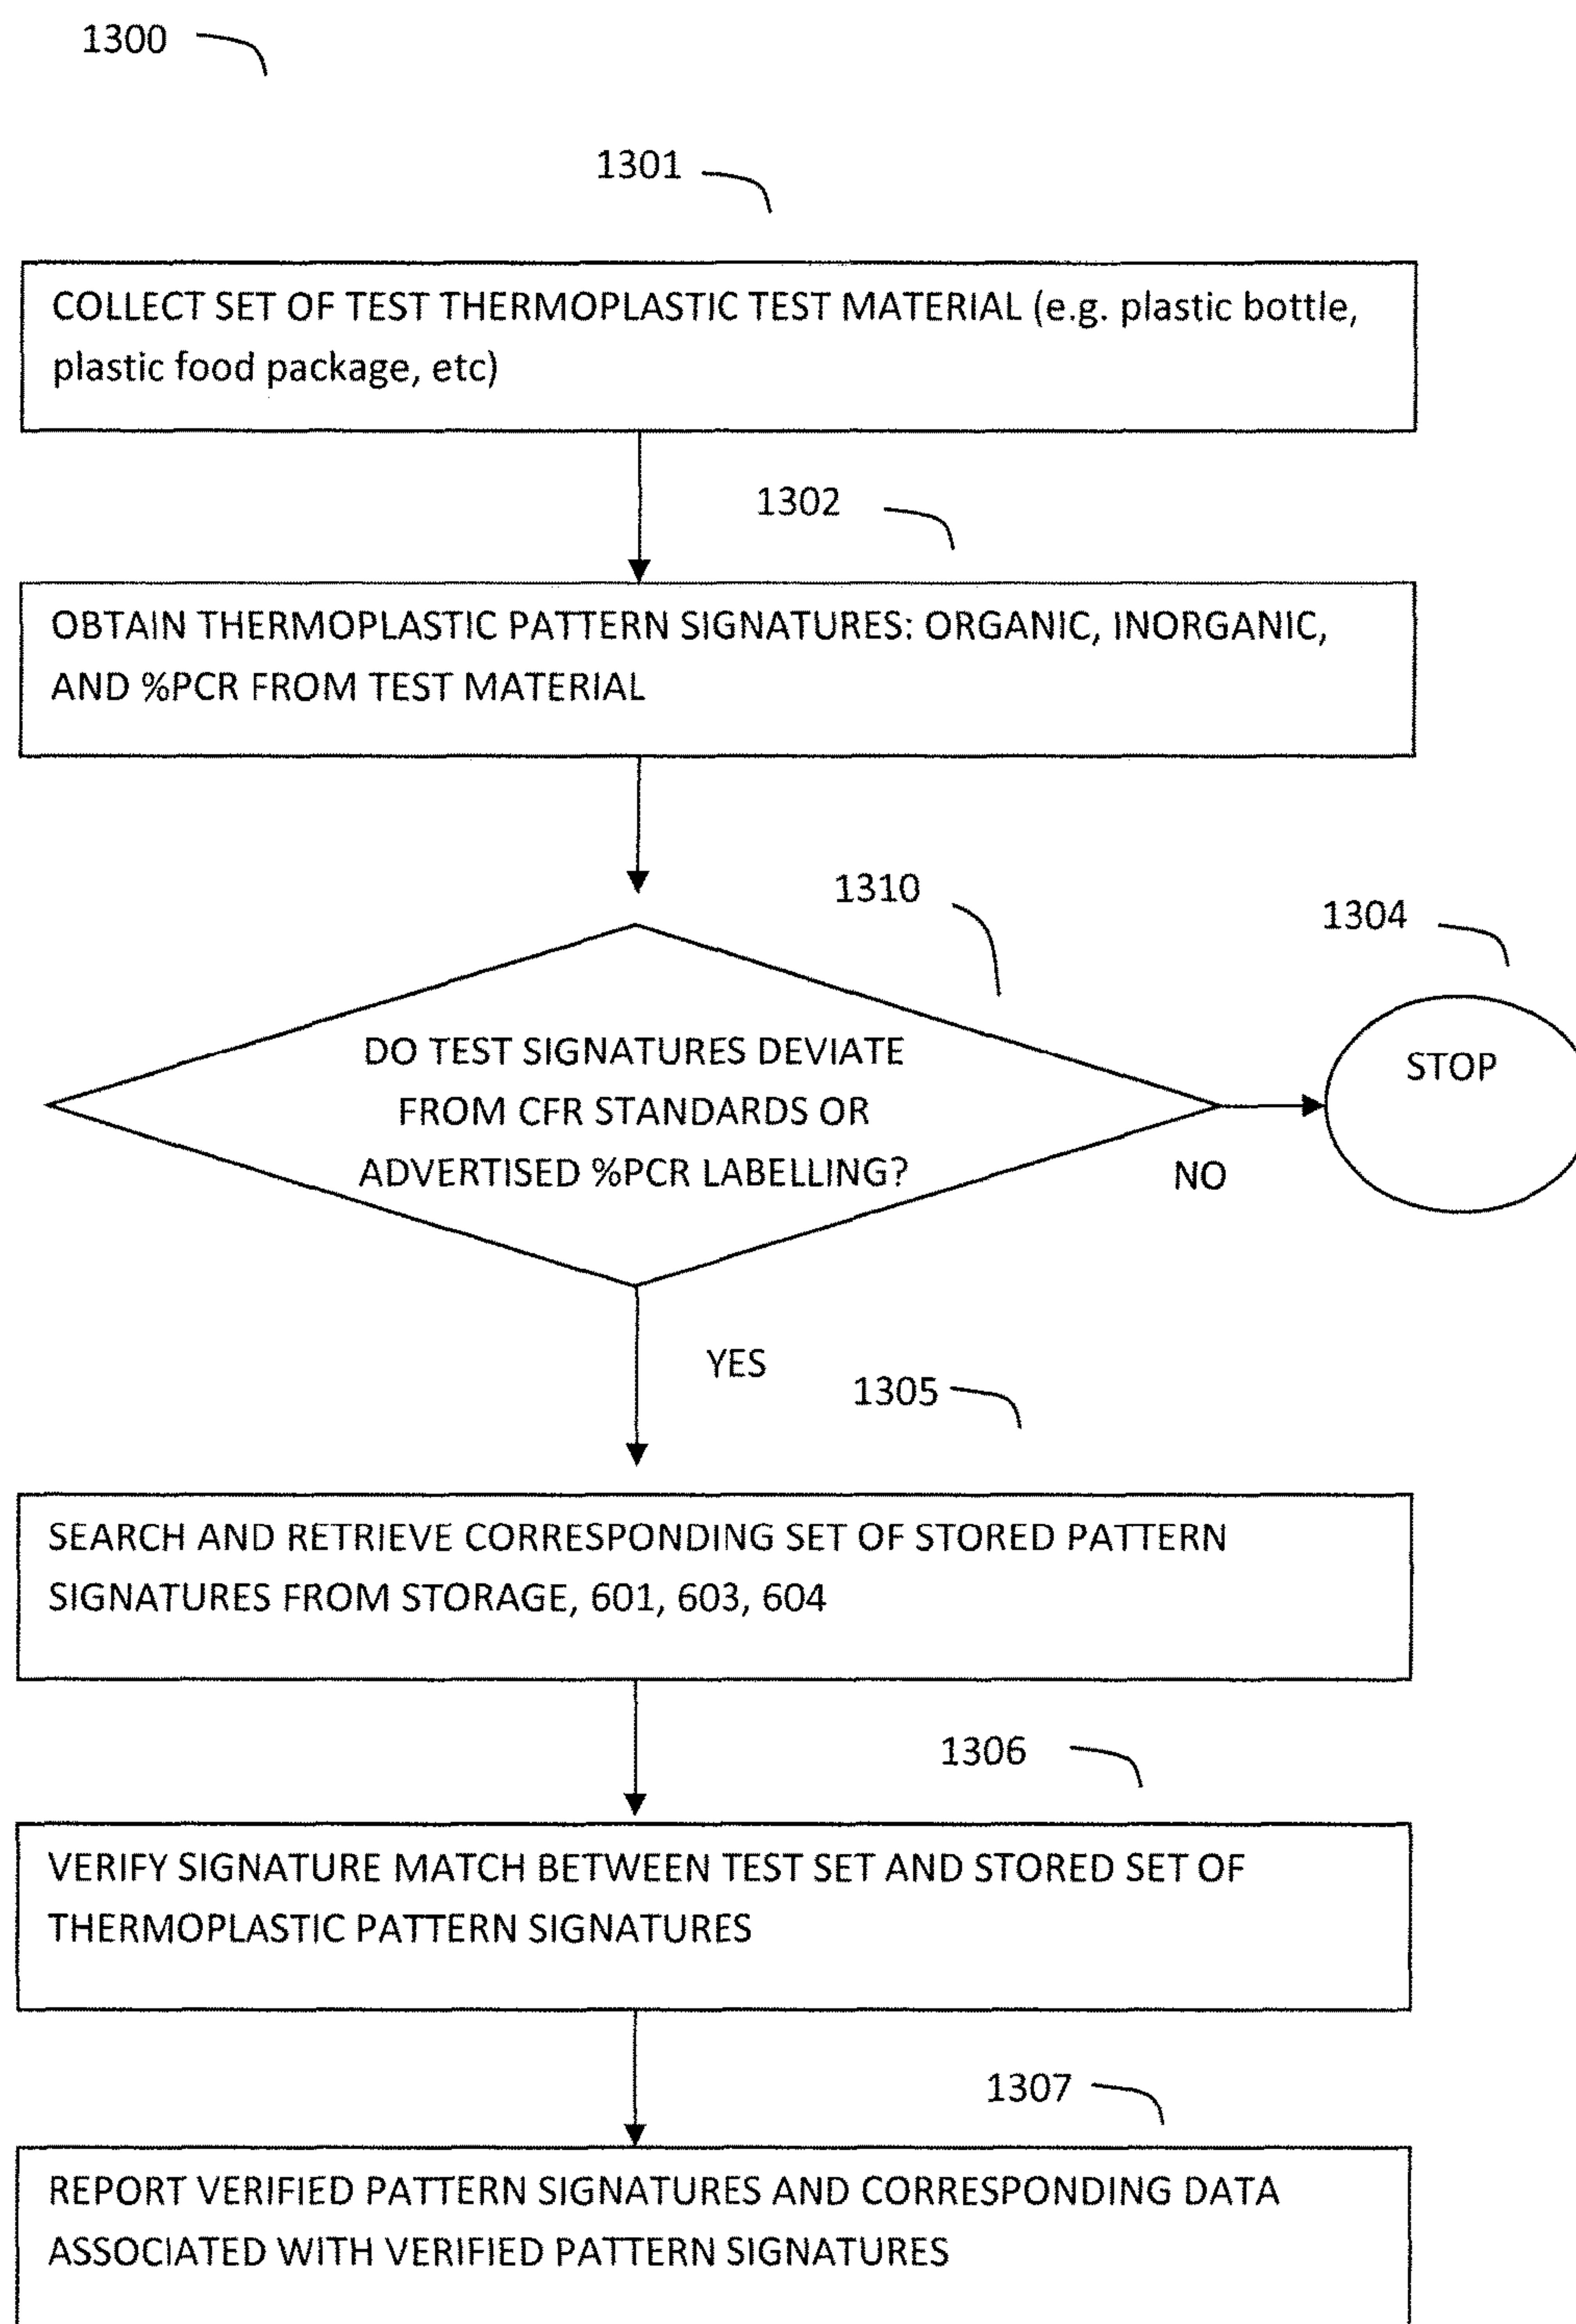 1300
1301
COLLECT SET OF TEST THERMOPLASTIC TEST MATERIAL (e.g. plastic bottle,
plastic food package, etc)
1302
OBTAIN THERMOPLASTIC PATTERN SIGNATURES: ORGANIC, INORGANIC,
AND %PCR FROM TEST MATERIAL
1310
1304
DO TEST SIGNATURES DEVIATE
FROM CFR STANDARDS OR
ADVERTISED %PCR LABELLING?
STOP
NO
YES
1305
SEARCH AND RETRIEVE CORRESPONDING SET OF STORED PATTERN
SIGNATURES FROM STORAGE, 601, 603, 604
1306
VERIFY SIGNATURE MATCH BETWEEN TEST SET AND STORED SET OF
THERMOPLASTIC PATTERN SIGNATURES
1307
REPORT VERIFIED PATTERN SIGNATURES AND CORRESPONDING DATA
ASSOCIATED WITH VERIFIED PATTERN SIGNATURES